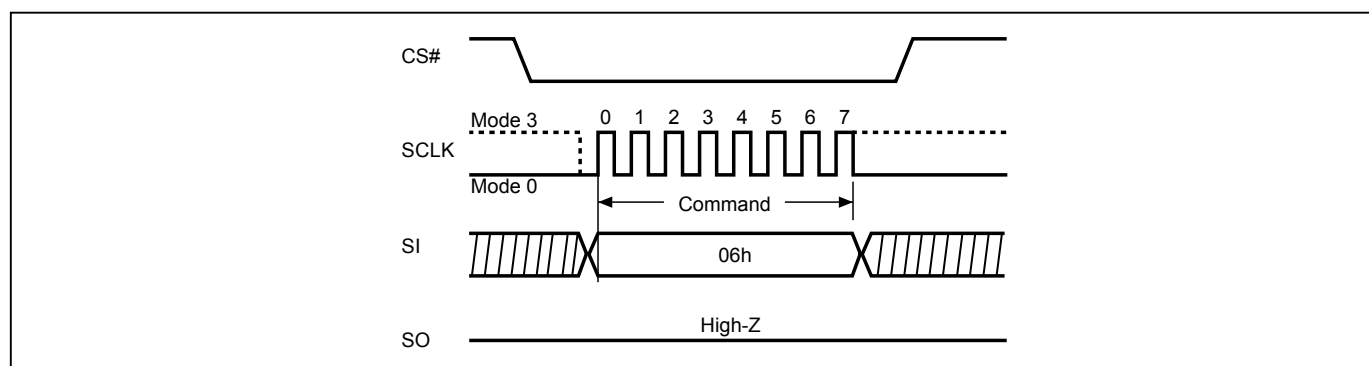 CS#
Mode 3
0 1 2 3 4 5 6 7
SCLK
Mode 0
Command
SI
06h
High-Z
SO